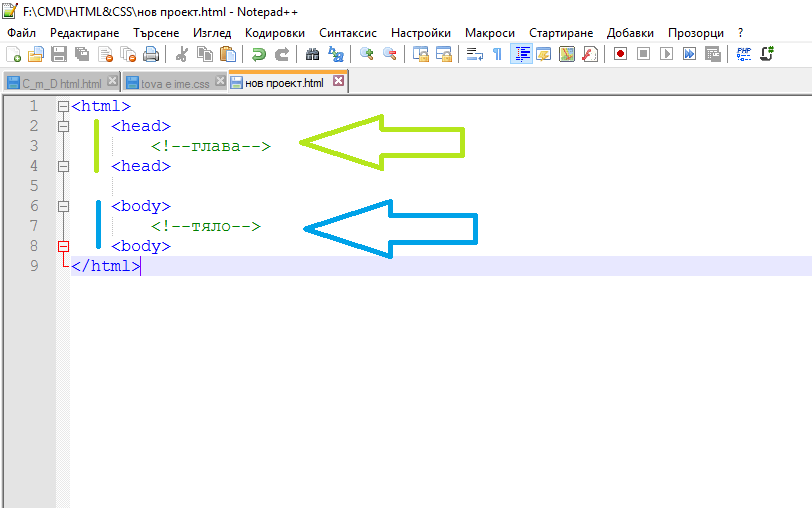 F:\CMD\HTML&CSS\нов проект.html - Notepad++
Файл Редактиране Търсене Изглед Кодировки Синтаксис Настройки Макроси Стартиране Добавки Прозорци ?
C_m_D html.html tova e ime.css нов проект.html
1 <html>
2 <head>
3 <!--глава-->
4 <head>
5
6 <body>
7 <!--тяло-->
8 <body>
9 </html>